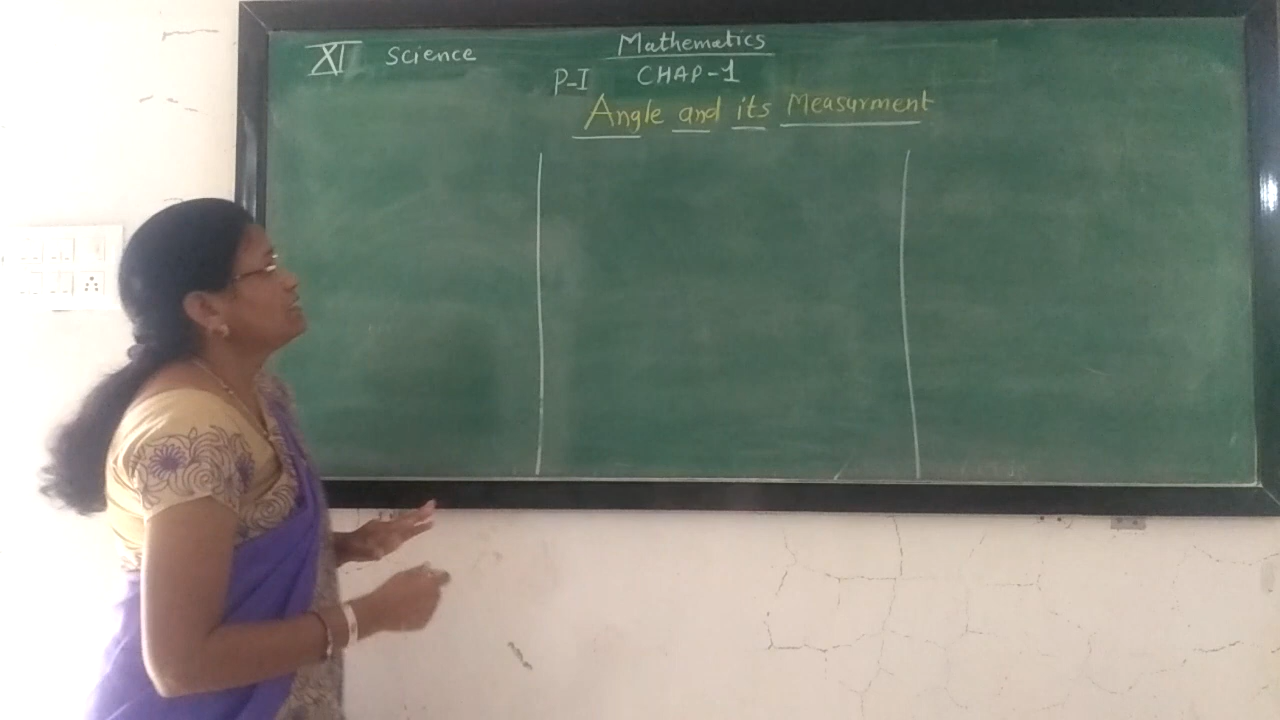 XI Science
Mathematics
P-I CHAP-1
Angle and its Measurment